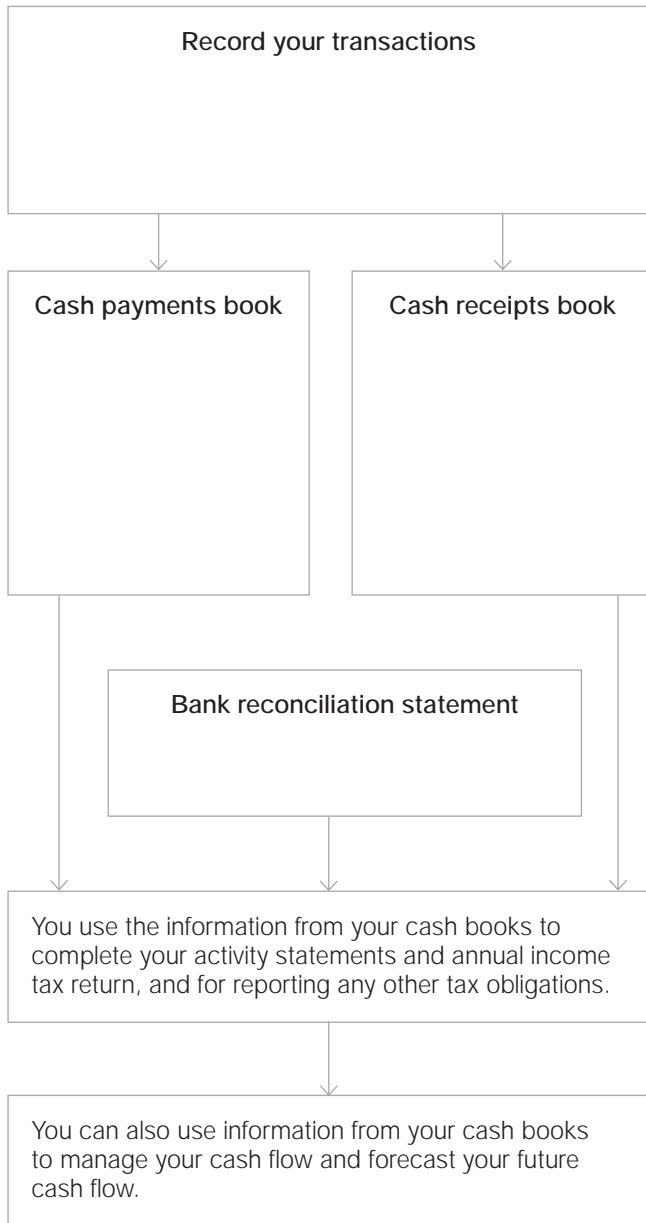 Record your transactions
Cash payments book
Cash receipts book
Bank reconciliation statement
You use the information from your cash books to
complete your activity statements and annual income
tax return, and for reporting any other tax obligations.
You can also use information from your cash books
to manage your cash flow and forecast your future
cash flow.